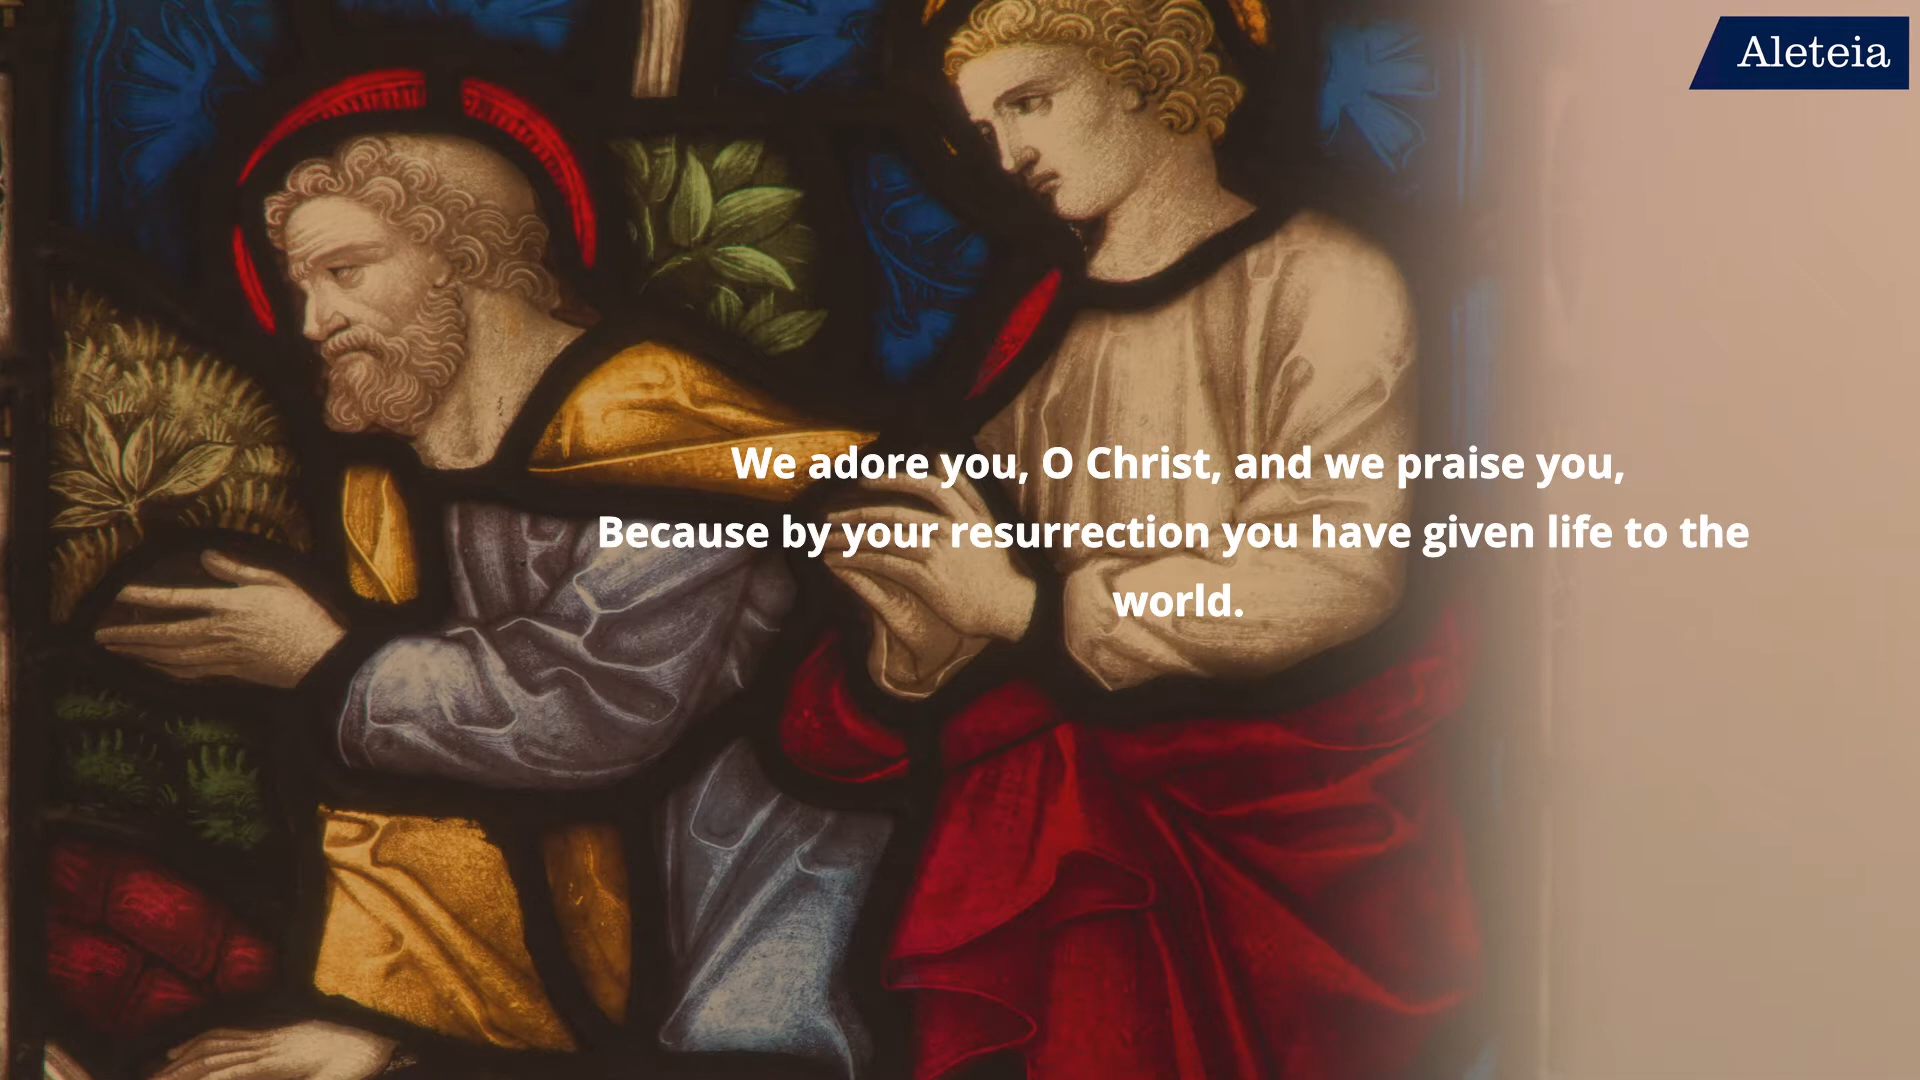 Aleteia
We adore you, O Christ, and we praise you,
Because by your resurrection you have given life to the
world.